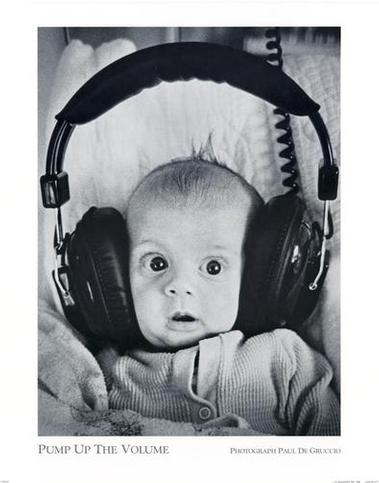 PUMP UP THE VOLUME
PHOTOGRAPH PAUL DE GRUCCIO